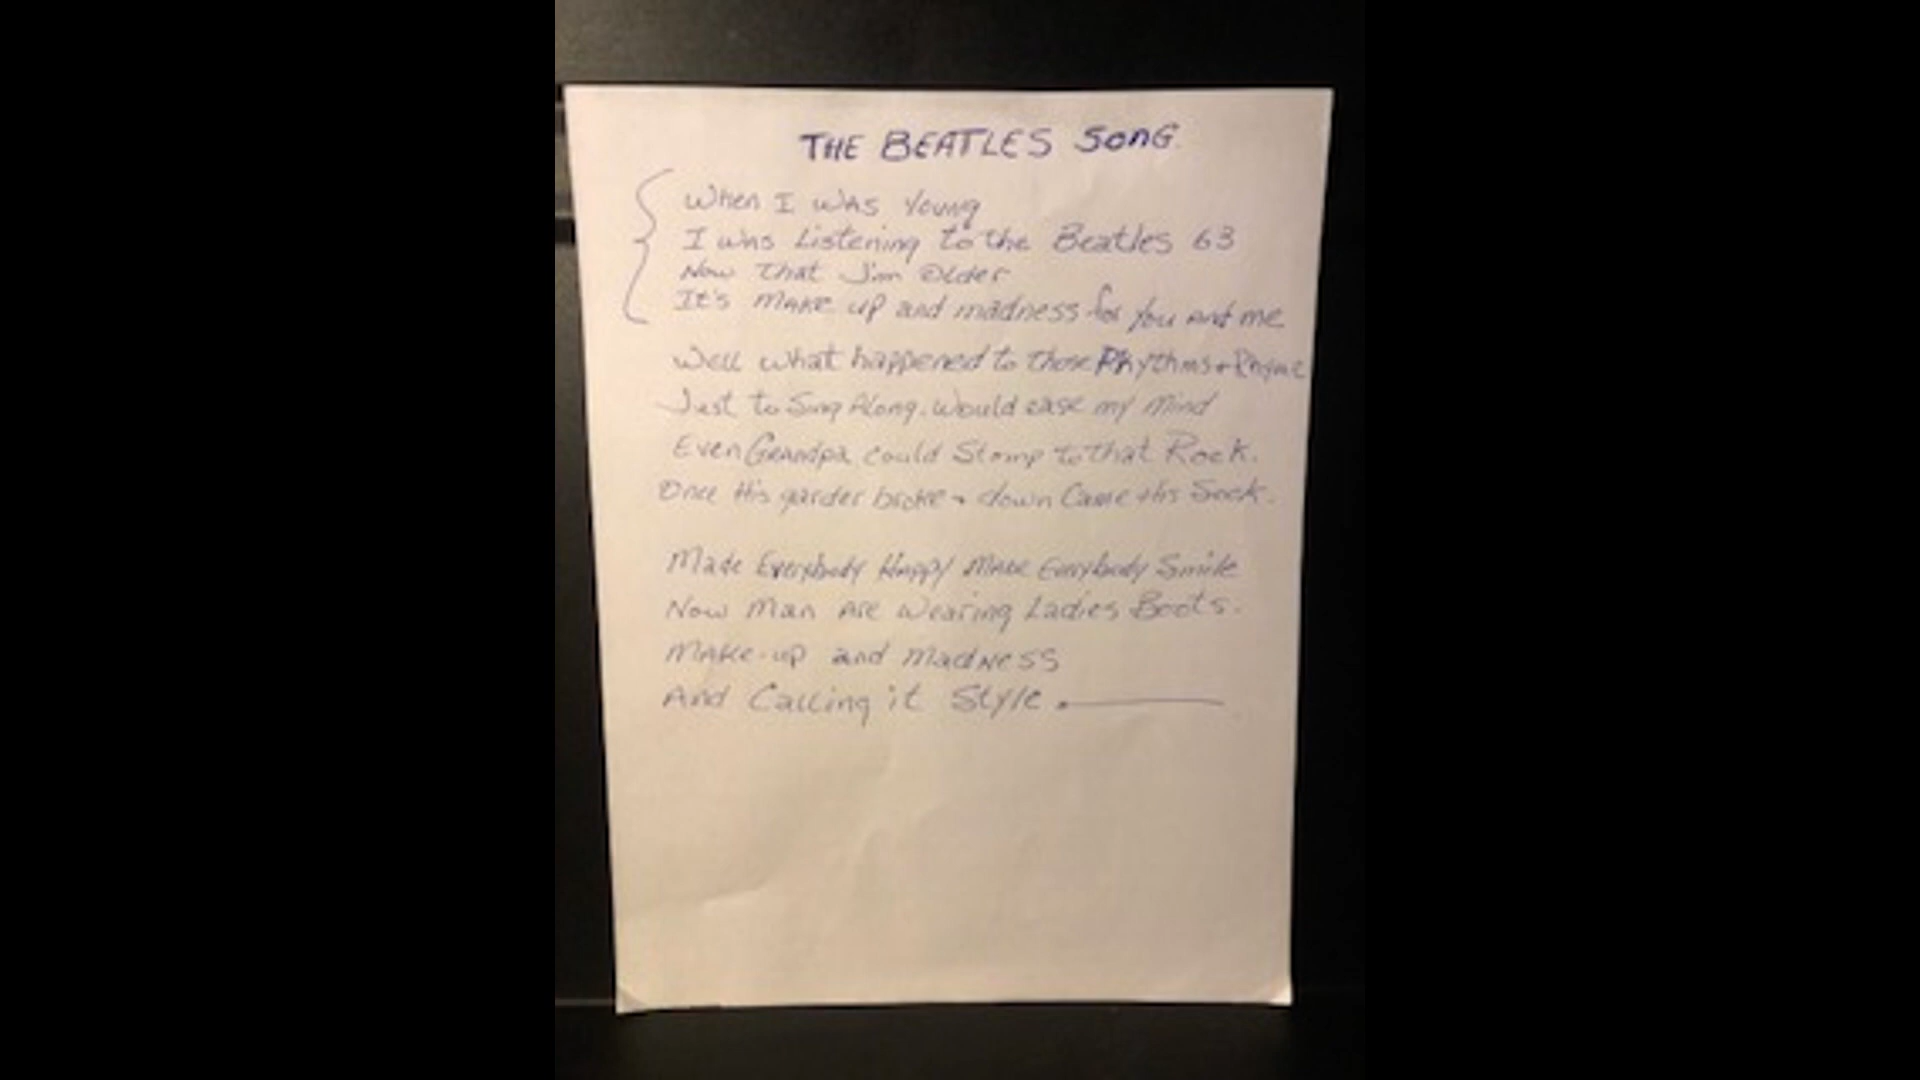 THE BEATLES SONG
When I was Young
I was Listening to the Beatles 63
Now That I'm Older
It's MAKE up and madness for You And me
Well what happened to those Rhythms + Rhyme
Just to Sing Along. Would ease my Mind
Even Grandpa could Stomp to that Rock.
Once His garder broke + down Came His Sock.
Made Everybody Happy Made Everybody Smile
Now Man Are Wearing Ladies Boots.
MAKE-up and MadNESS
And Calling it Style.